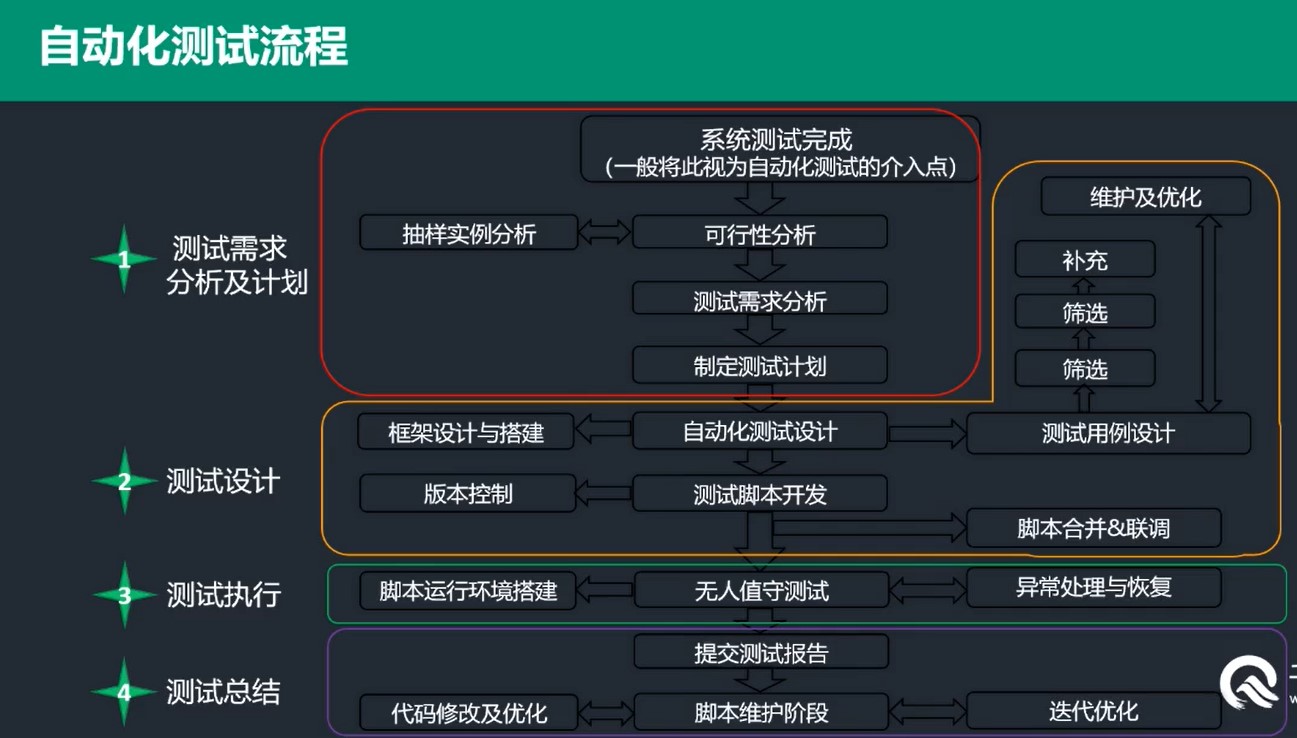 自动化测试流程
系统测试完成
(一般将此视为自动化测试的介入点)
维护及优化
1
测试需求
分析及计划
抽样实例分析
可行性分析
补充
测试需求分析
筛选
制定测试计划
筛选
2
测试设计
框架设计与搭建
自动化测试设计
测试用例设计
版本控制
测试脚本开发
脚本合并&联调
3
测试执行
脚本运行环境搭建
无人值守测试
异常处理与恢复
4
测试总结
提交测试报告
代码修改及优化
脚本维护阶段
迭代优化